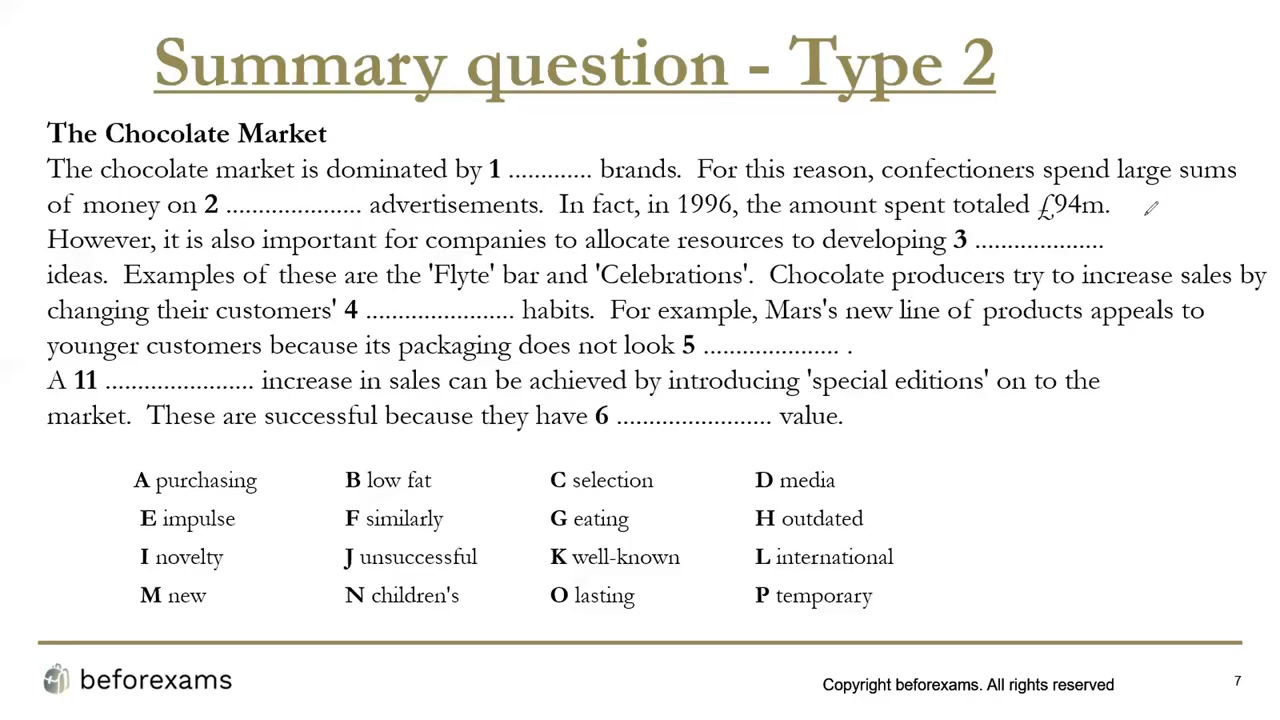 Summary question - Type 2
The Chocolate Market
The chocolate market is dominated by 1 ............. brands. For this reason, confectioners spend large sums
of money on 2 ..................... advertisements. In fact, in 1996, the amount spent totaled £94m.
However, it is also important for companies to allocate resources to developing 3 ....................
ideas. Examples of these are the 'Flyte' bar and 'Celebrations'. Chocolate producers try to increase sales by
changing their customers' 4 ....................... habits. For example, Mars's new line of products appeals to
younger customers because its packaging does not look 5 ..................... .
A 11 ....................... increase in sales can be achieved by introducing 'special editions' on to the
market. These are successful because they have 6 ........................ value.
A purchasing B low fat C selection D media
E impulse F similarly G eating H outdated
I novelty J unsuccessful K well-known L international
M new N children's O lasting P temporary
beforexams
Copyright beforexams. All rights reserved
7